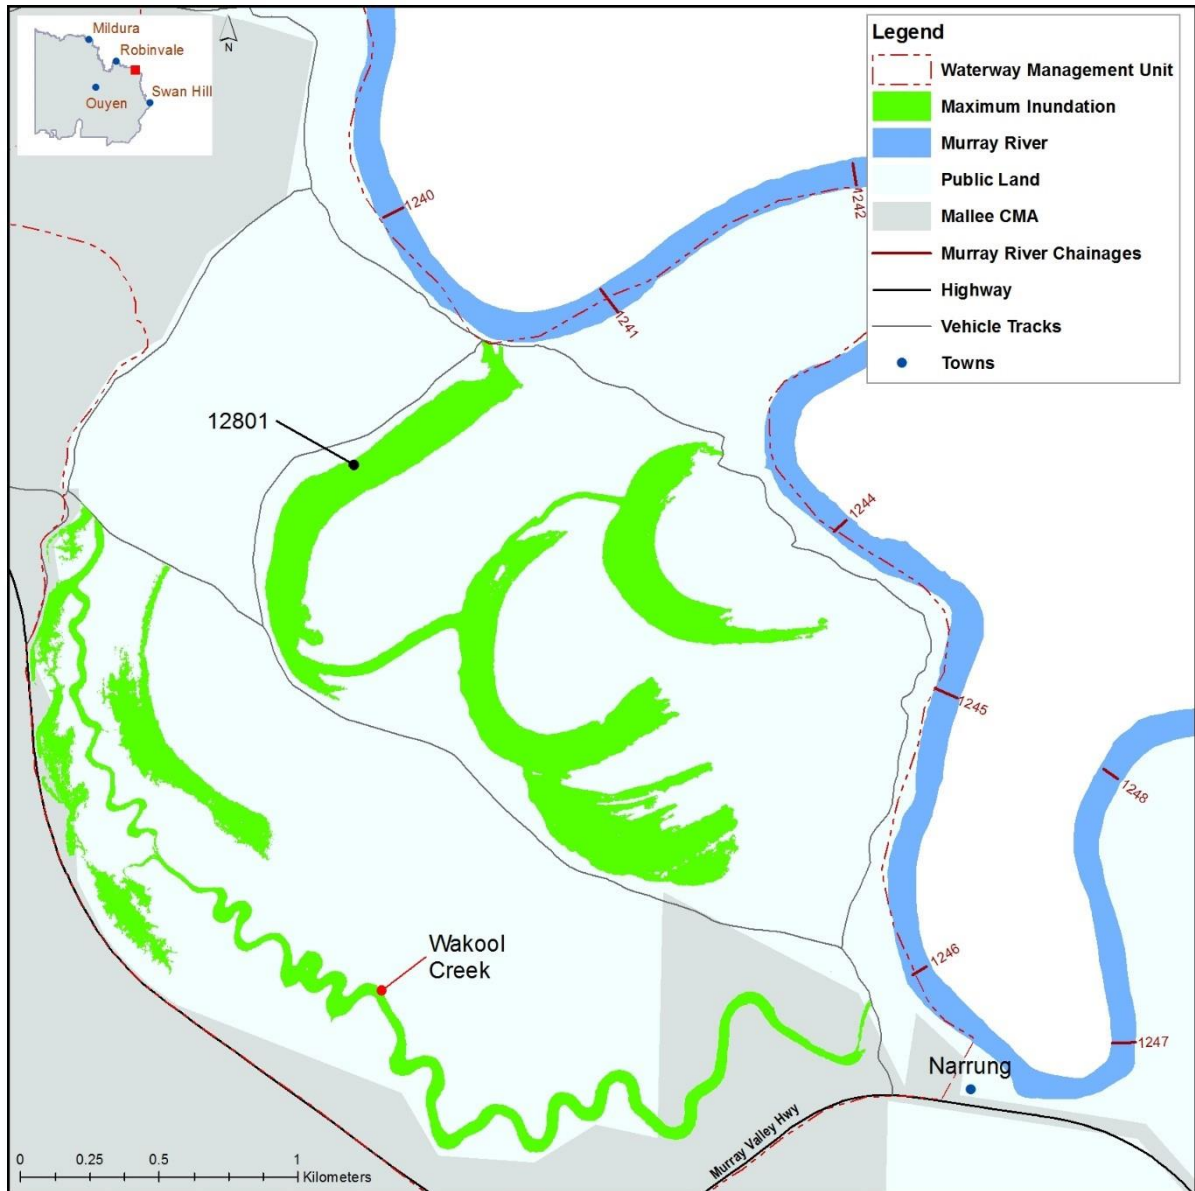 Mildura
Robinvale
Ouyen
Swan Hill
N
Legend
Waterway Management Unit
Maximum Inundation
Murray River
Public Land
Mallee CMA
Murray River Chainages
Highway
Vehicle Tracks
Towns
1240
1242
1241
12801
1244
1245
1248
Wakool
Creek
1246
1247
Narrung
Murray Valley Hwy
0 0.25 0.5 1
Kilometers